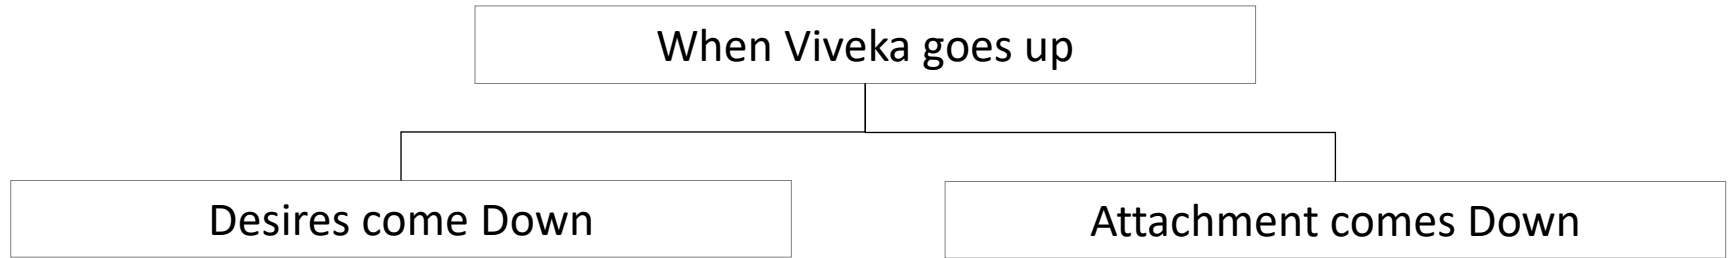 When Viveka goes up
Desires come Down
Attachment comes Down